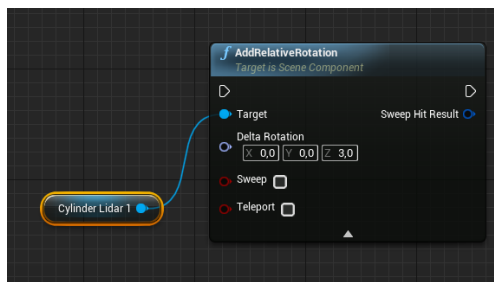 f AddRelativeRotation
Target is Scene Component
Target
Sweep Hit Result
Delta Rotation
X 0,0 Y 0,0 Z 3,0
Sweep
Cylinder Lidar 1
Teleport